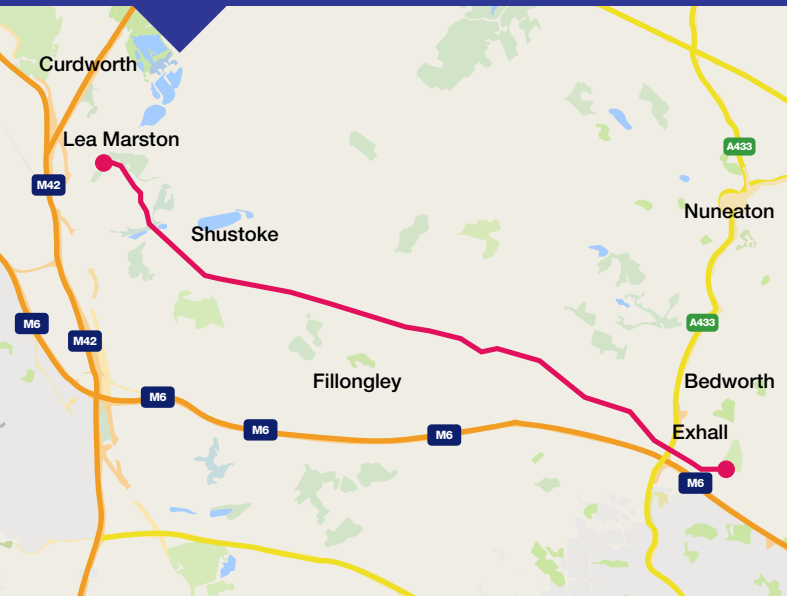 Curdworth
Lea Marston
A433
M42
Nuneaton
Shustoke
M6
A433
M42
Fillongley
Bedworth
M6
M6
M6
Exhall
M6